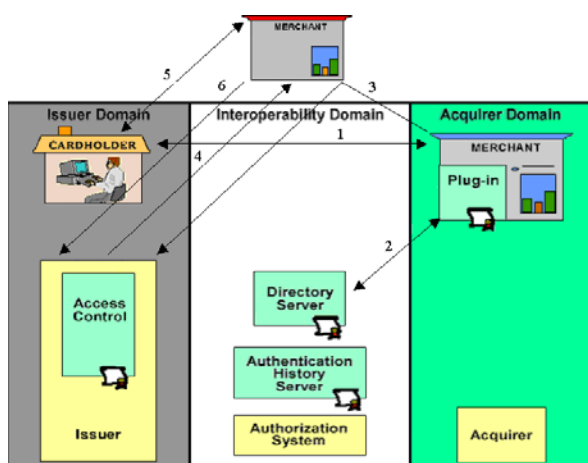 MERCHANT
5
6
3
Issuer Domain
Interoperability Domain
Acquirer Domain
CARDHOLDER
1
MERCHANT
4
Plug-in
2
Access
Control
Directory
Server
Authentication
History
Server
Issuer
Authorization
System
Acquirer